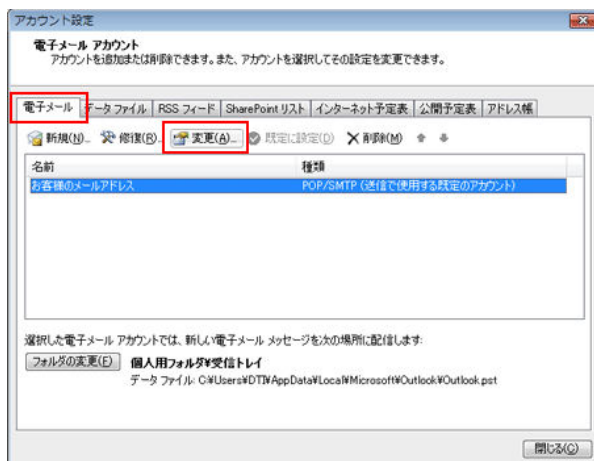 アカウント設定
電子メール アカウント
アカウントを追加または削除できます。また、アカウントを選択してその設定を変更できます。
電子メール データ ファイル RSS フィード SharePoint リスト インターネット予定表 公開予定表 アドレス帳
新規(N)... 修復(R)... 変更(A)... 既定に設定(D) 削除(M)
名前 種類
お客様のメールアドレス POP/SMTP (送信で使用する既定のアカウント)
選択した電子メール アカウントでは、新しい電子メール メッセージを次の場所に配信します:
フォルダの変更(F) 個人用フォルダ¥受信トレイ
データ ファイル: C:¥Users¥DTI¥AppData¥Local¥Microsoft¥Outlook¥Outlook.pst
閉じる(C)